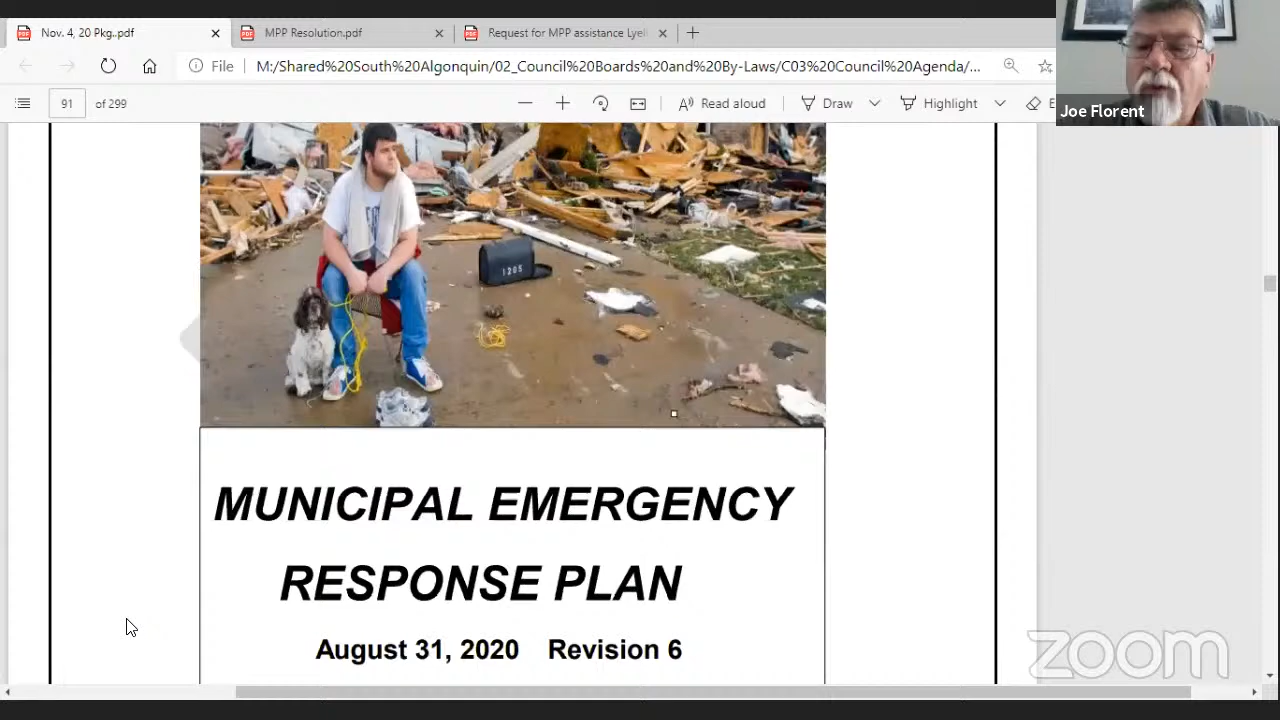 Nov. 4, 20 Pkg..pdf
MPP Resolution.pdf
Request for MPP assistance Lyell
File
M:/Shared%20South%20Algonquin/02_Council%20Boards%20and%20By-Laws/C03%20Council%20Agenda/...
91 of 299
Read aloud
Draw
Highlight
E
Joe Florent
1205
MUNICIPAL EMERGENCY
RESPONSE PLAN
August 31, 2020 Revision 6
zoom